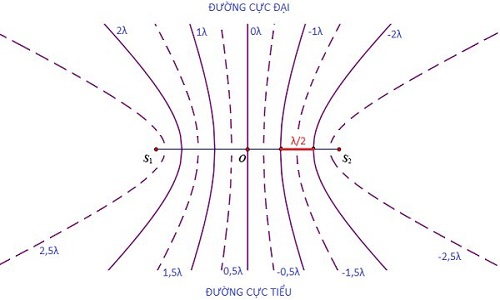 ĐƯỜNG CỰC ĐẠI
2λ 1λ 0λ -1λ -2λ
λ/2
S1 O S2
2,5λ 1,5λ 0,5λ -0,5λ -1,5λ -2,5λ
ĐƯỜNG CỰC TIỂU